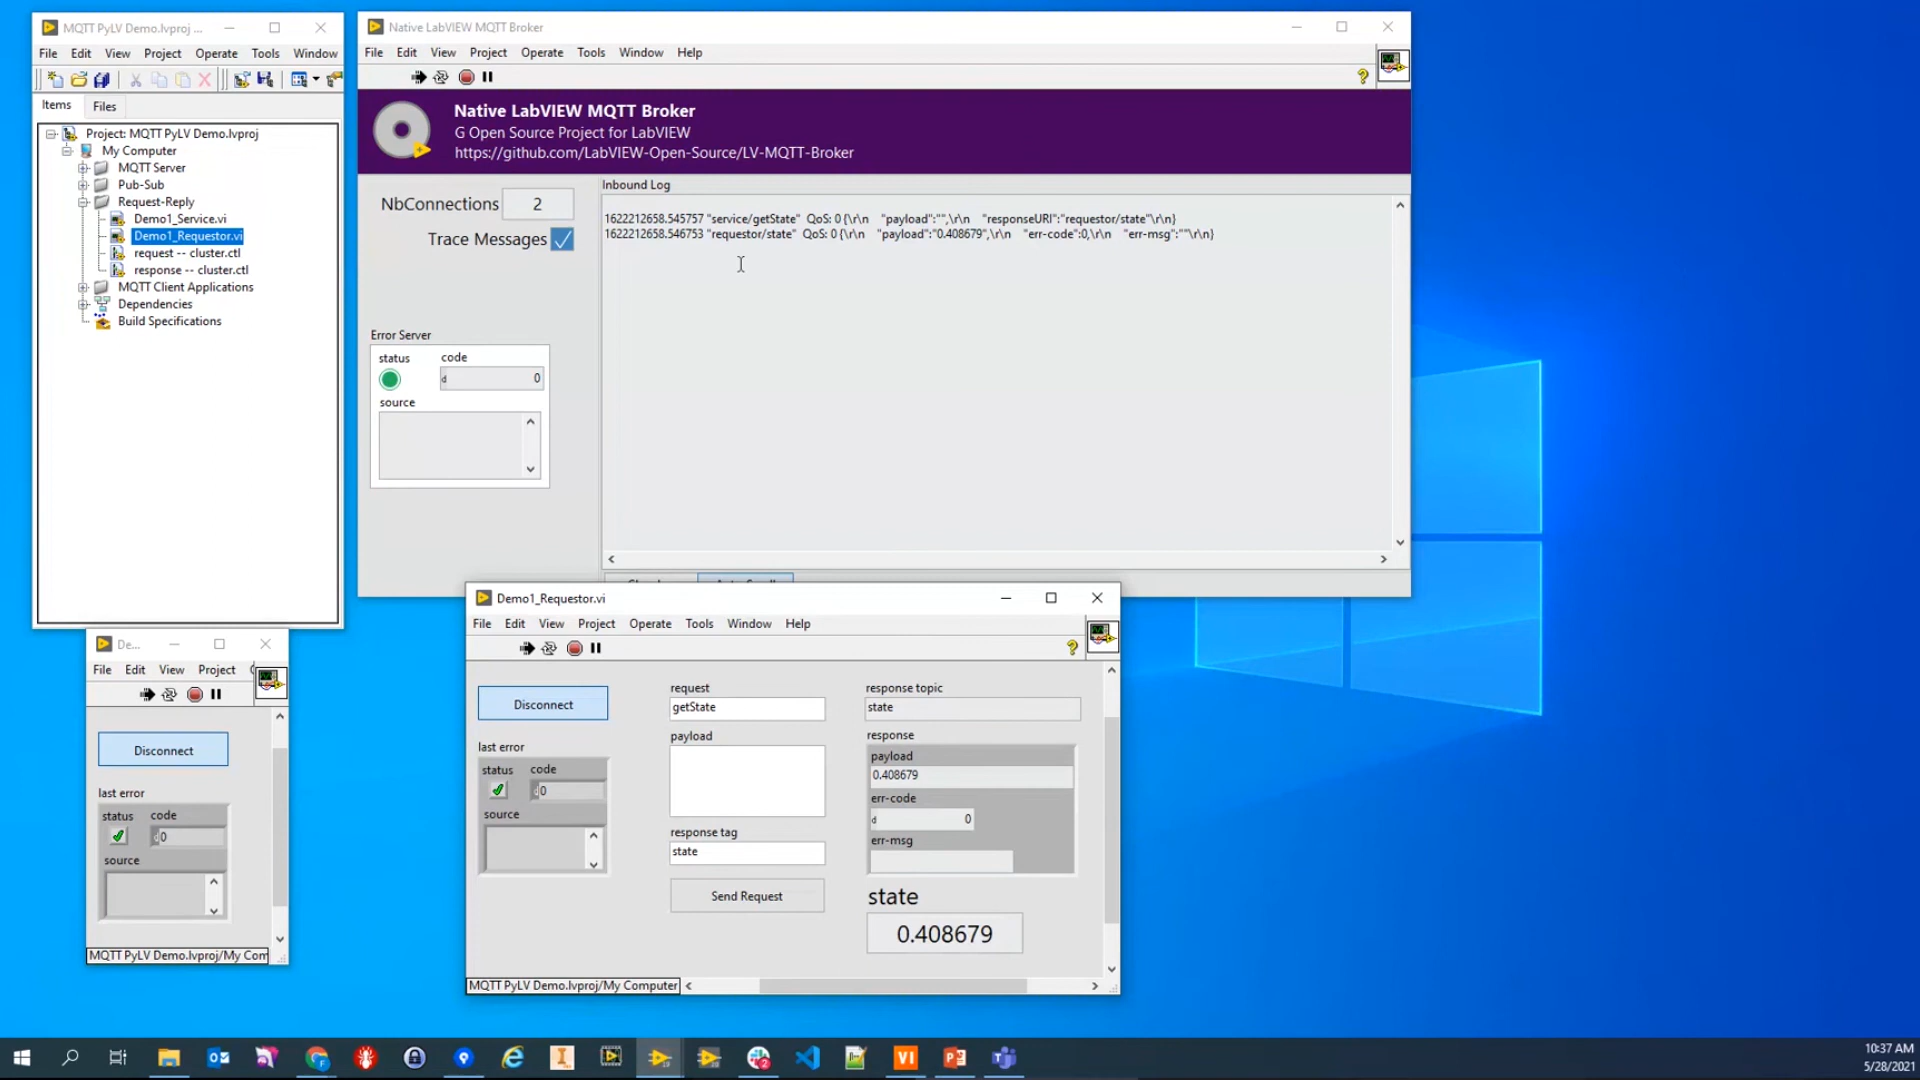 MQTT PyLV Demo.lvproj ...
File Edit View Project Operate Tools Window
Items Files
Project: MQTT PyLV Demo.lvproj
My Computer
MQTT Server
Pub-Sub
Request-Reply
Demo1_Service.vi
Demo1_Requestor.vi
request -- cluster.ctl
response -- cluster.ctl
MQTT Client Applications
Dependencies
Build Specifications
Native LabVIEW MQTT Broker
File Edit View Project Operate Tools Window Help
Native LabVIEW MQTT Broker
G Open Source Project for LabVIEW
https://github.com/LabVIEW-Open-Source/LV-MQTT-Broker
NbConnections 2
Trace Messages
Inbound Log
1622212658.545757 "service/getState" QoS: 0 {\r\n "payload":"",\r\n "responseURI":"requestor/state"\r\n}
1622212658.546753 "requestor/state" QoS: 0 {\r\n "payload":"0.408679",\r\n "err-code":0,\r\n "err-msg":""\r\n}
Error Server
status code
d 0
source
De...
File Edit View Project
Disconnect
last error
status code
d 0
source
MQTT PyLV Demo.lvproj/My Com
Demo1_Requestor.vi
File Edit View Project Operate Tools Window Help
Disconnect
last error
status code
d 0
source
request
getState
payload
response tag
state
Send Request
response topic
state
response
payload
0.408679
err-code
d 0
err-msg
state
0.408679
MQTT PyLV Demo.lvproj/My Computer
10:37 AM
5/28/2021